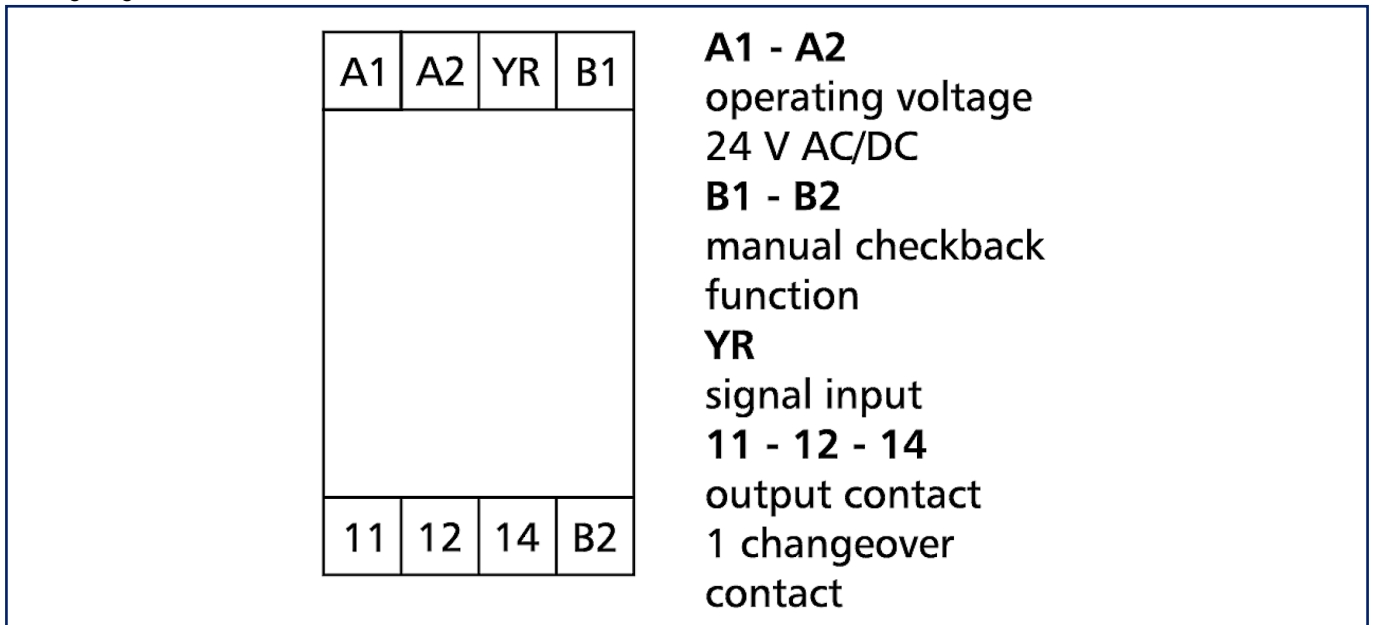 A1 A2 YR B1
11 12 14 B2
A1 - A2
operating voltage
24 V AC/DC
B1 - B2
manual checkback
function
YR
signal input
11 - 12 - 14
output contact
1 changeover
contact